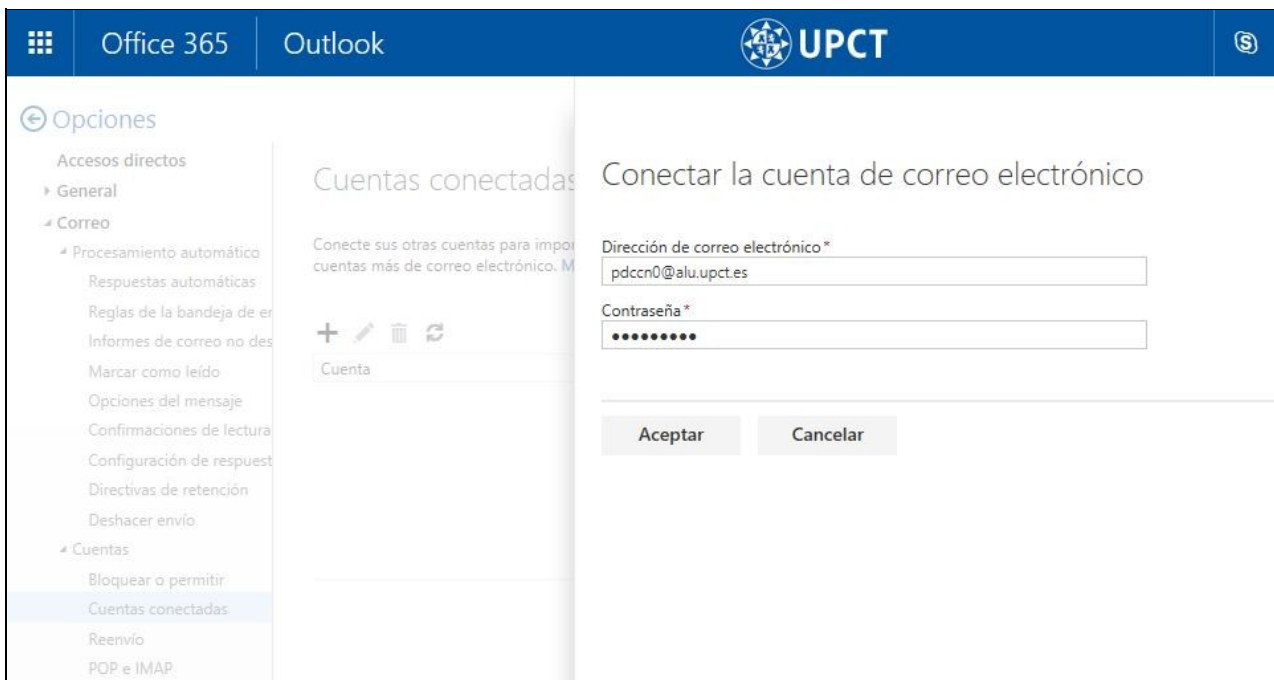 Office 365
Outlook
UPCT
Opciones
Accesos directos
General
Correo
Procesamiento automático
Respuestas automáticas
Reglas de la bandeja de
Informes de correo no
Marcar como leído
Opciones del mensaje
Confirmaciones de lectura
Configuración de
Directivas de retención
Deshacer envío
Cuentas
Bloquear o permitir
Cuentas conectadas
Reenvío
POP e IMAP
Cuentas conectadas
Conecte sus otras cuentas para
cuentas más de correo electrónico.
Cuenta
Conectar la cuenta de correo electrónico
Dirección de correo electrónico*
pdccn0@alu.upct.es
Contraseña*
•••••••••
Aceptar
Cancelar